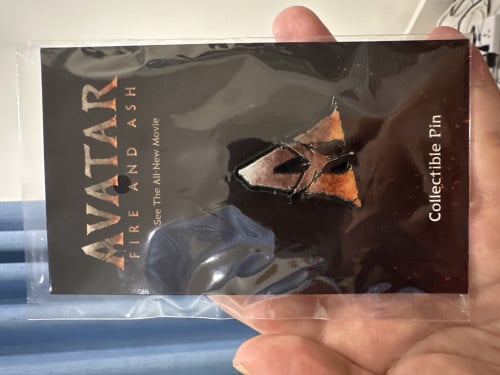 AVATAR
FIRE AND ASH
See The All-New Movie
Collectible Pin